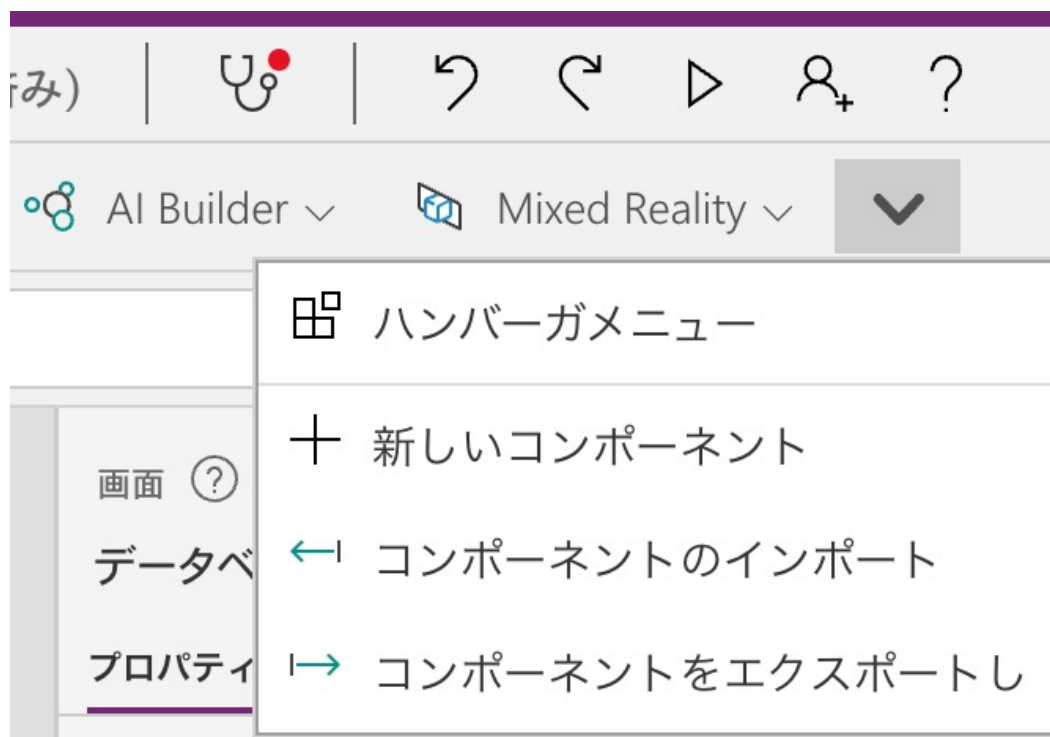 み)
AI Builder
Mixed Reality
ハンバーガメニュー
新しいコンポーネント
画面
コンポーネントのインポート
データベ
コンポーネントをエクスポートし
プロパティ